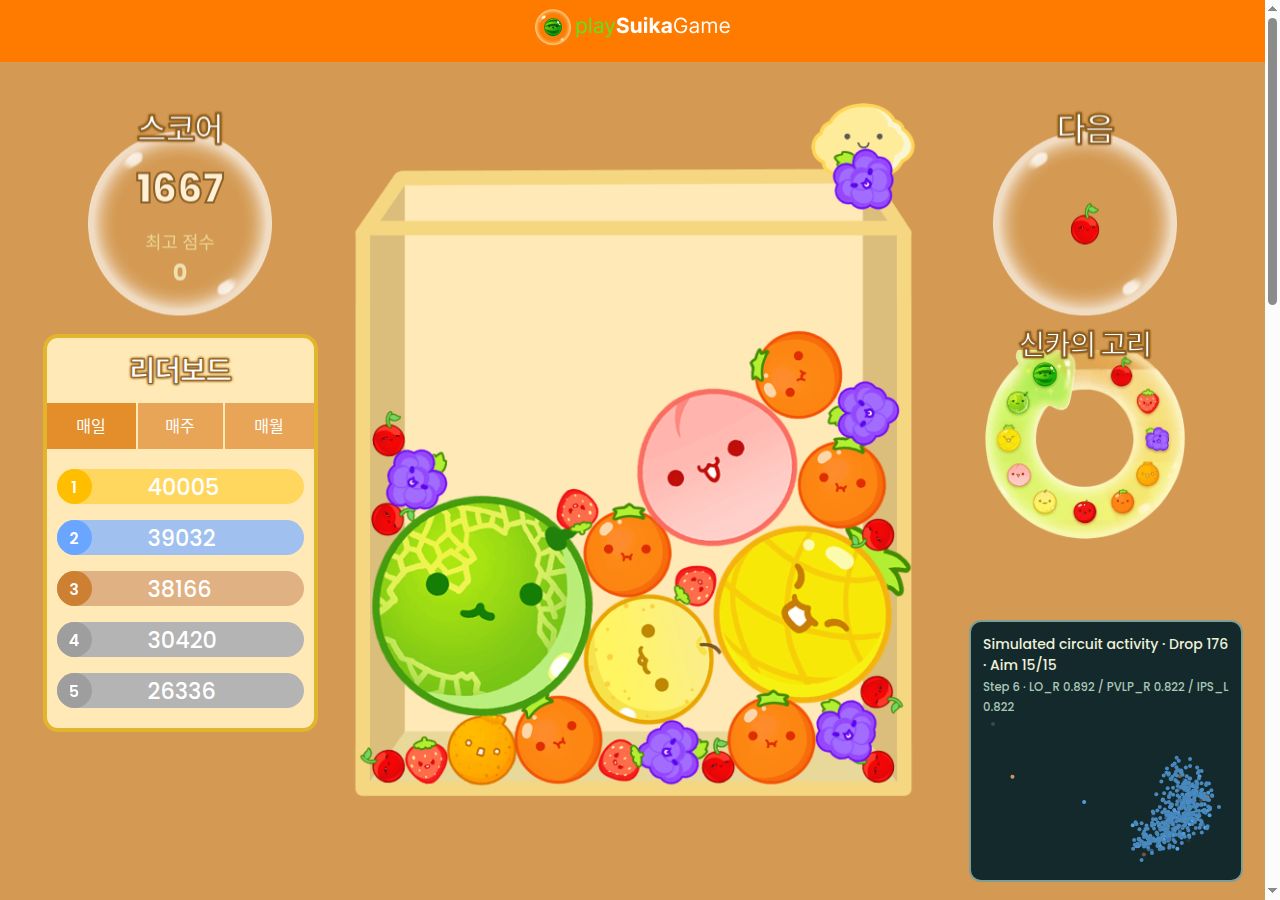 playSuikaGame
스코어
1667
최고 점수
0
다음
리더보드
매일 매주 매월
1 40005
2 39032
3 38166
4 30420
5 26336
신카의 고리
Simulated circuit activity · Drop 176
· Aim 15/15
Step 6 · LO_R 0.892 / PVLP_R 0.822 / IPS_L
0.822